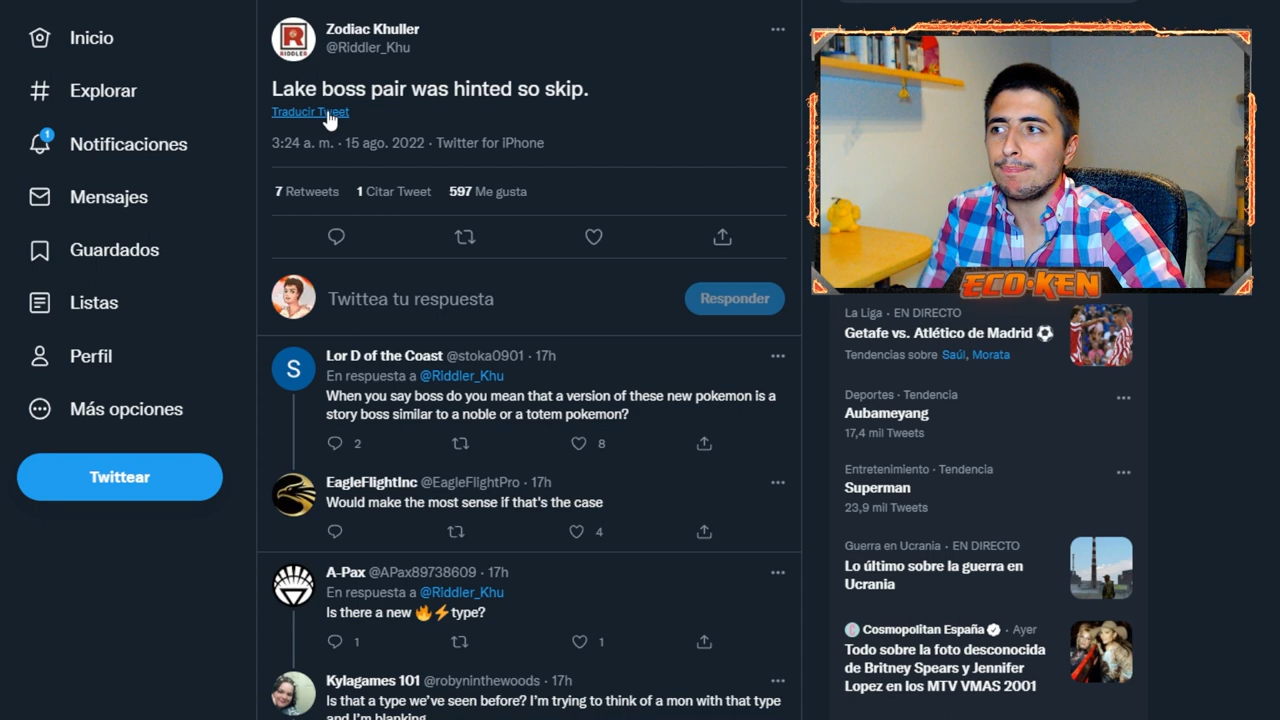 Inicio
Explorar
1
Notificaciones
Mensajes
Guardados
Listas
Perfil
Más opciones
Twittear
R
RIDDLER
Zodiac Khuller
@Riddler_Khu
Lake boss pair was hinted so skip.
Traducir Tweet
3:24 a. m. · 15 ago. 2022 · Twitter for iPhone
7 Retweets 1 Citar Tweet 597 Me gusta
Twittea tu respuesta
Responder
S
Lor D of the Coast @stoka0901 · 17h
En respuesta a @Riddler_Khu
When you say boss do you mean that a version of these new pokemon is a
story boss similar to a noble or a totem pokemon?
2 8
EagleFlightInc @EagleFlightPro · 17h
Would make the most sense if that's the case
4
A-Pax @APax89738609 · 17h
En respuesta a @Riddler_Khu
Is there a new 🔥⚡type?
1 1
Kylagames 101 @robyninthewoods · 17h
Is that a type we've seen before? I'm trying to think of a mon with that type
and I'm blanking
ECO·KEN
La Liga · EN DIRECTO
Getafe vs. Atlético de Madrid ⚽
Tendencias sobre Saúl, Morata
Deportes · Tendencia
Aubameyang
17,4 mil Tweets
Entretenimiento · Tendencia
Superman
23,9 mil Tweets
Guerra en Ucrania · EN DIRECTO
Lo último sobre la guerra en
Ucrania
Cosmopolitan España · Ayer
Todo sobre la foto desconocida
de Britney Spears y Jennifer
Lopez en los MTV VMAS 2001